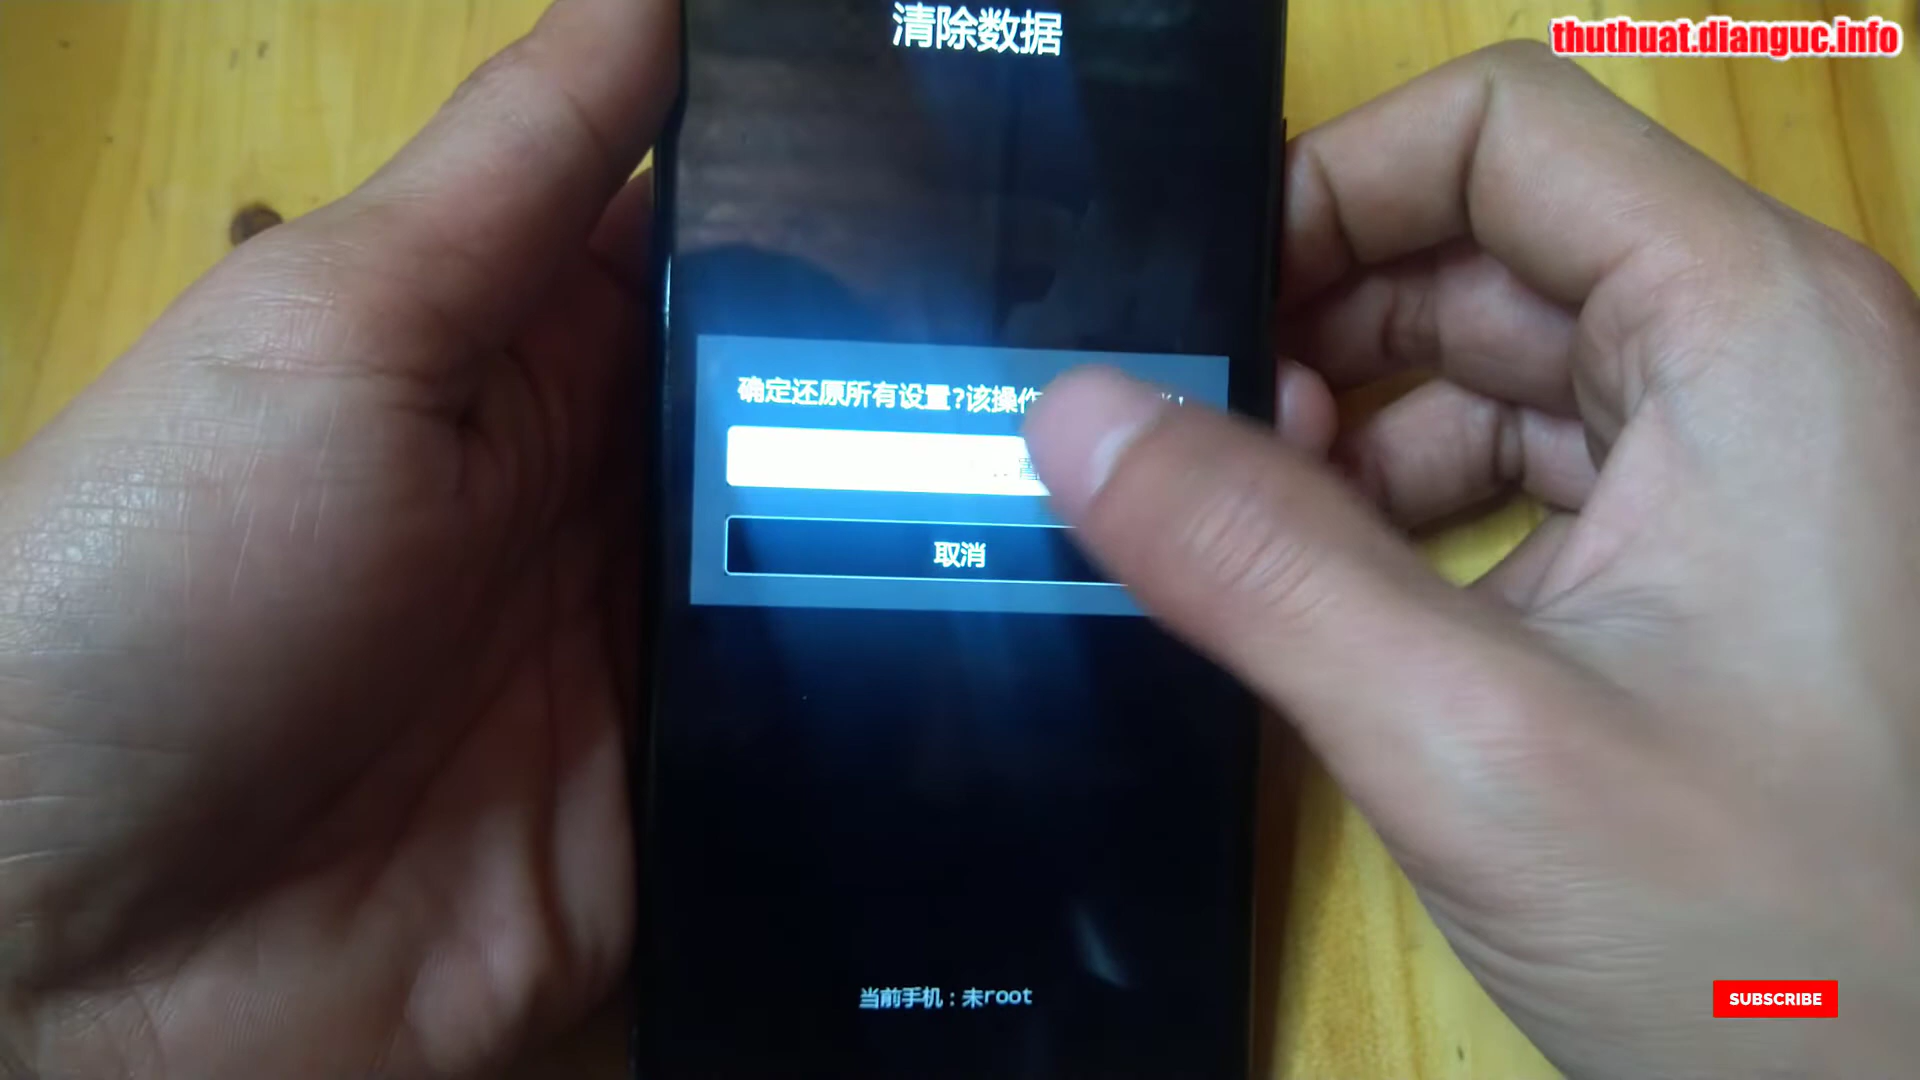 清除数据
thuthuat.dianguc.info
确定还原所有设置?该操作
取消
当前手机：未root
SUBSCRIBE